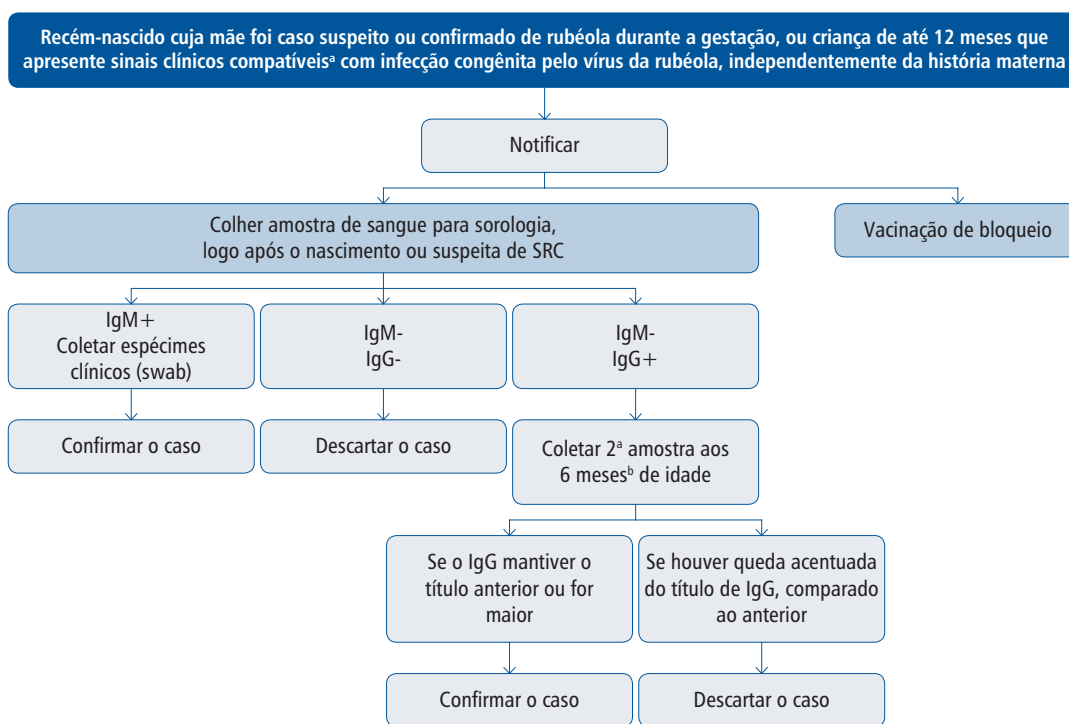 Recém-nascido cuja mãe foi caso suspeito ou confirmado de rubéola durante a gestação, ou criança de até 12 meses que
apresente sinais clínicos compatíveisᵃ com infecção congênita pelo vírus da rubéola, independentemente da história materna
Notificar
Colher amostra de sangue para sorologia,
logo após o nascimento ou suspeita de SRC
Vacinação de bloqueio
IgM+
Coletar espécimes
clínicos (swab)
IgM-
IgG-
IgM-
IgG+
Confirmar o caso
Descartar o caso
Coletar 2ª amostra aos
6 mesesᵇ de idade
Se o IgG mantiver o
título anterior ou for
maior
Se houver queda acentuada
do título de IgG, comparado
ao anterior
Confirmar o caso
Descartar o caso